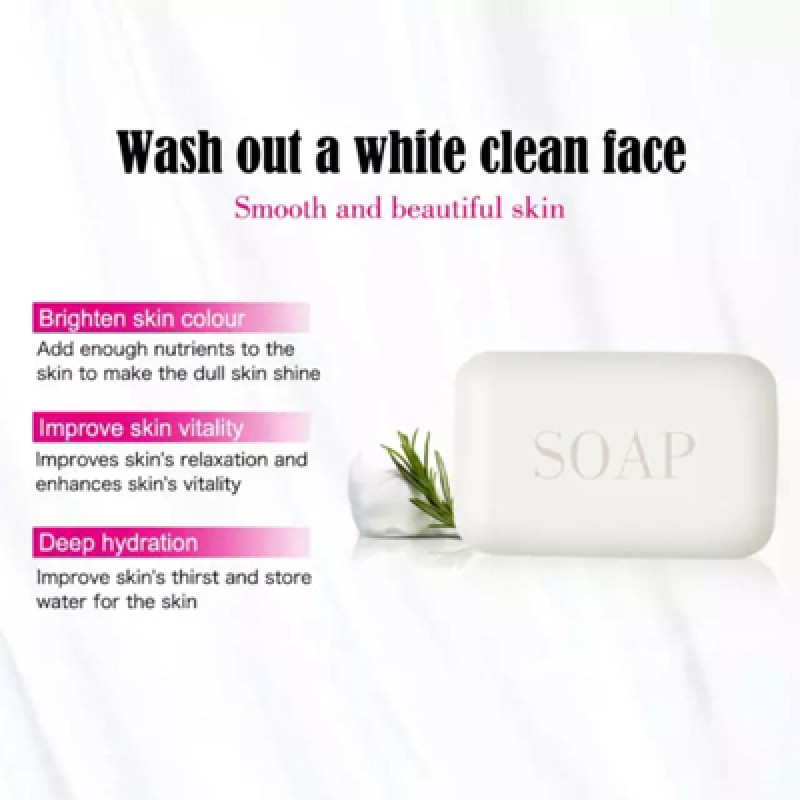 Wash out a white clean face
Smooth and beautiful skin
Brighten skin colour
Add enough nutrients to the
skin to make the dull skin shine
Improve skin vitality
Improves skin's relaxation and
enhances skin's vitality
Deep hydration
Improve skin's thirst and store
water for the skin
SOAP